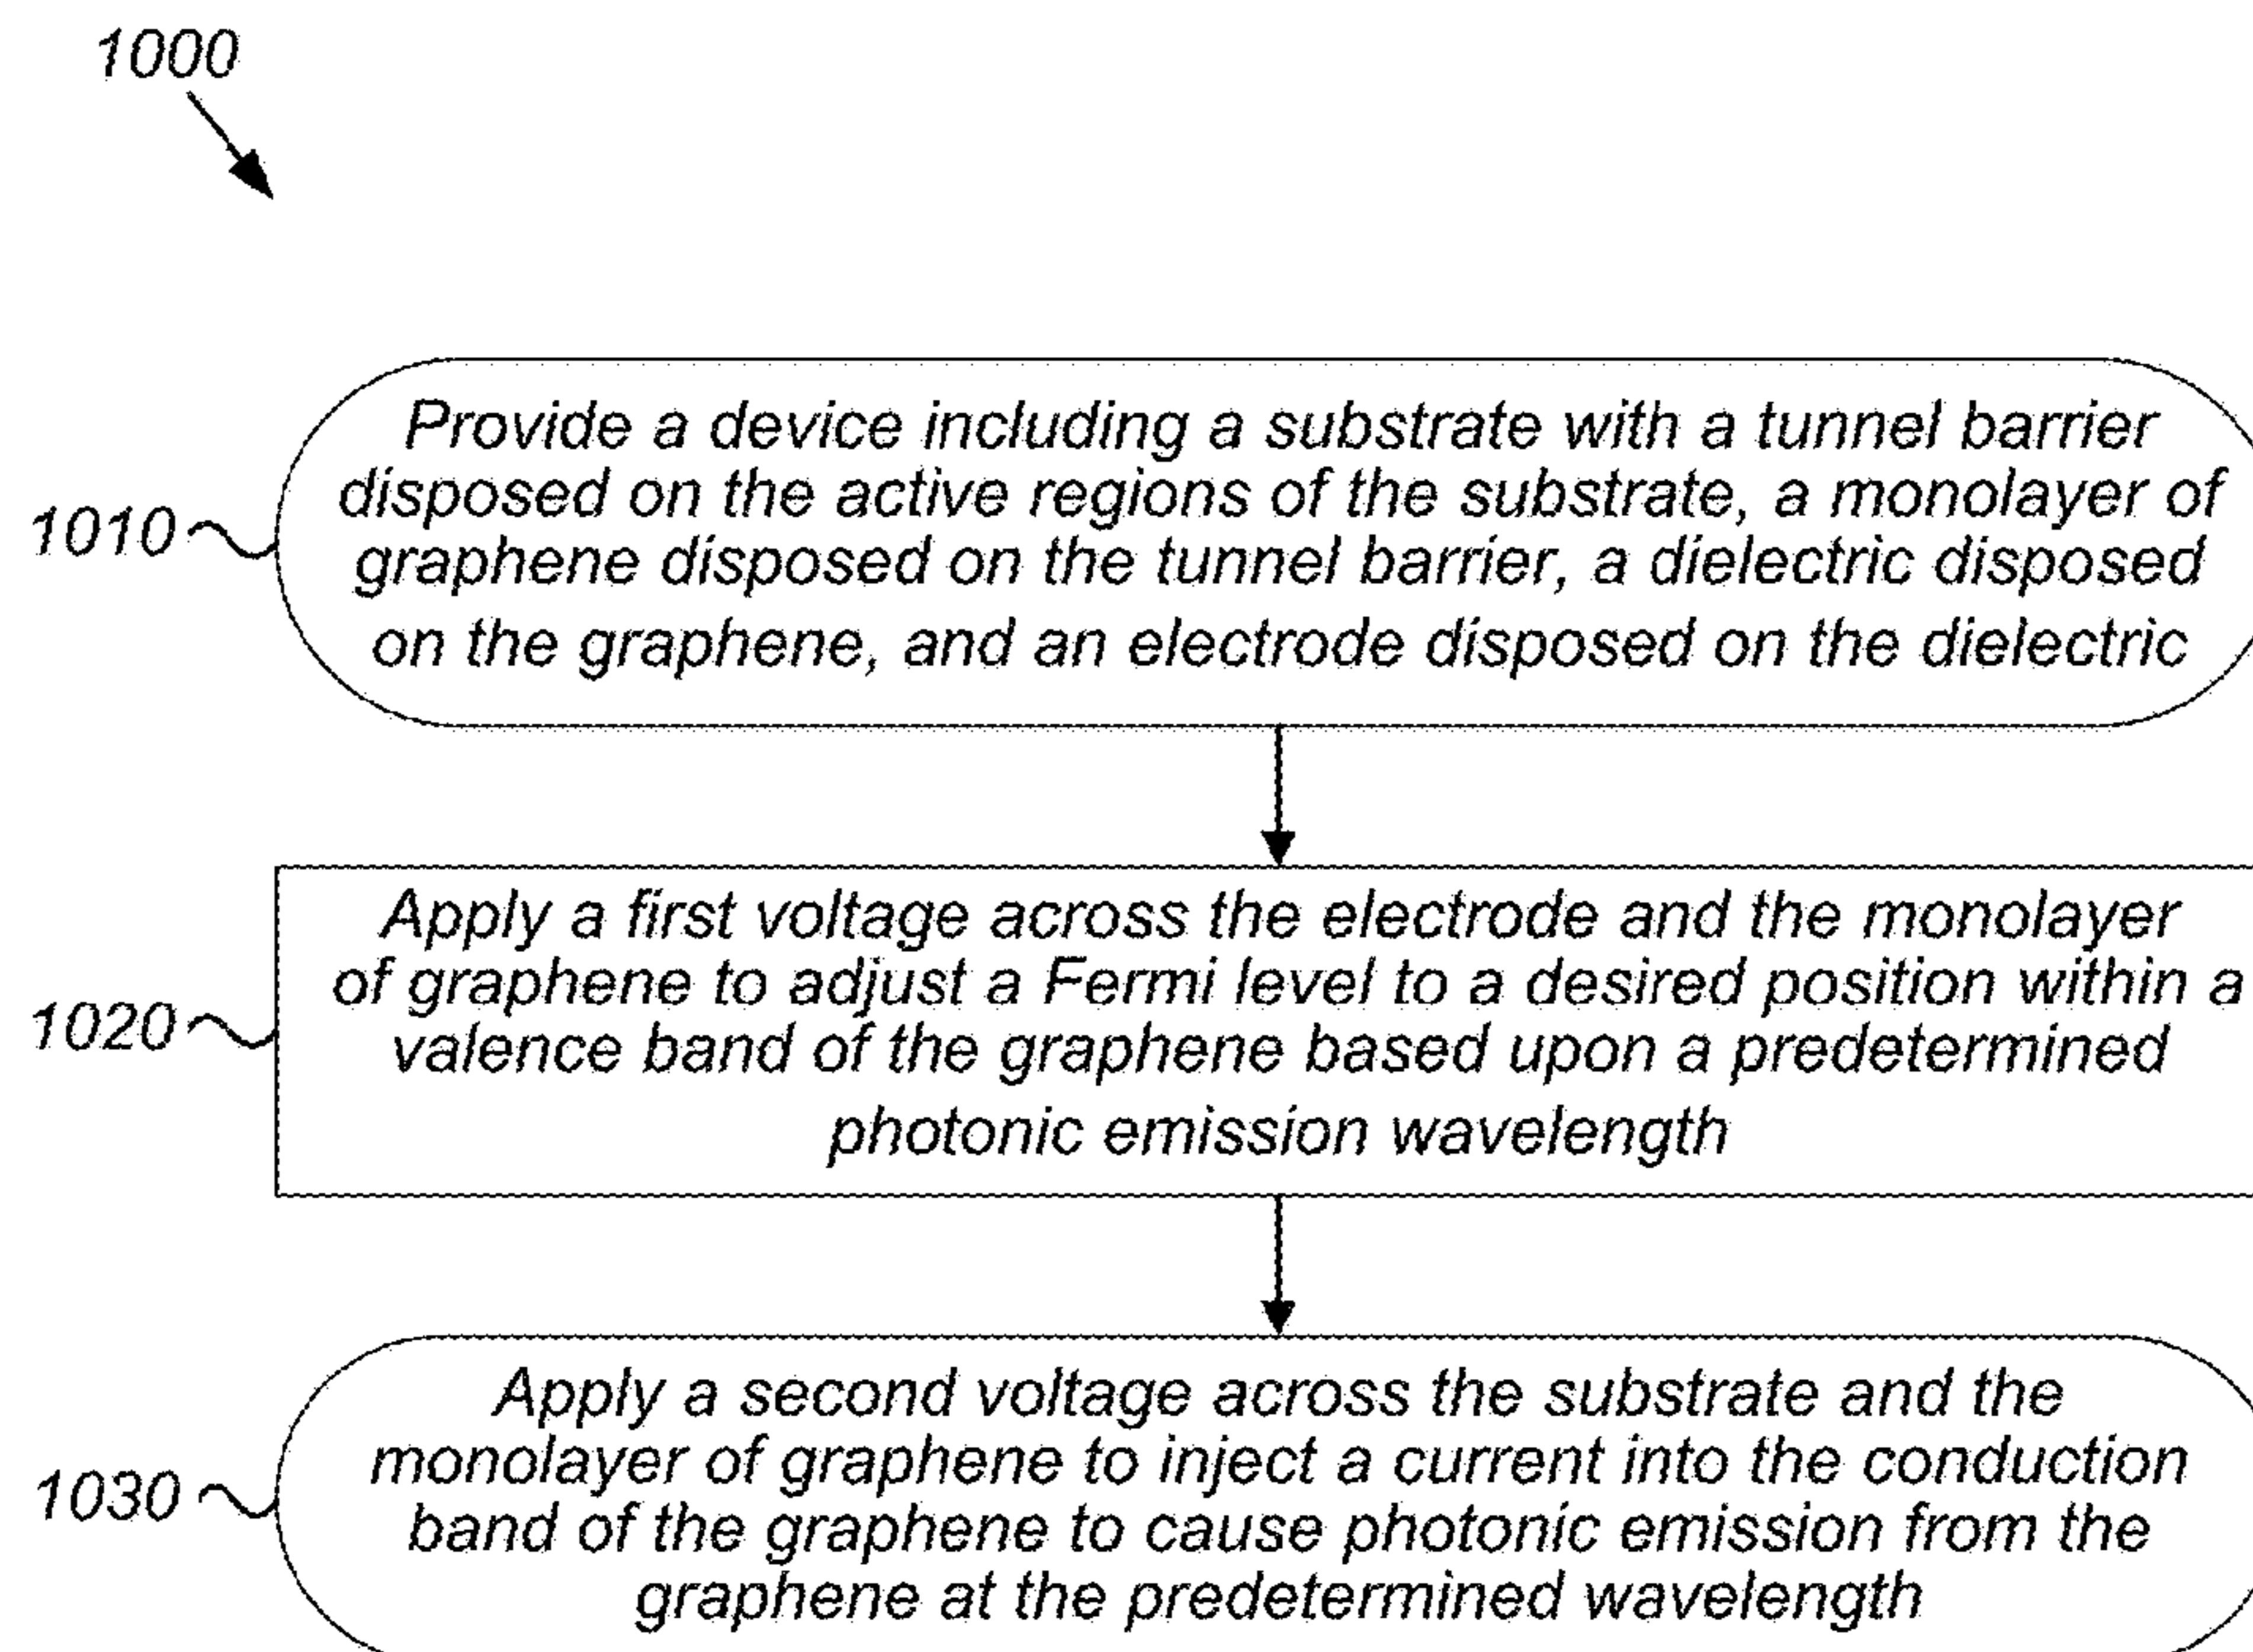 1000
Provide a device including a substrate with a tunnel barrier
disposed on the active regions of the substrate, a monolayer of
graphene disposed on the tunnel barrier, a dielectric disposed
on the graphene, and an electrode disposed on the dielectric
1010
Apply a first voltage across the electrode and the monolayer
of graphene to adjust a Fermi level to a desired position within a
valence band of the graphene based upon a predetermined
photonic emission wavelength
1020
Apply a second voltage across the substrate and the
monolayer of graphene to inject a current into the conduction
band of the graphene to cause photonic emission from the
graphene at the predetermined wavelength
1030